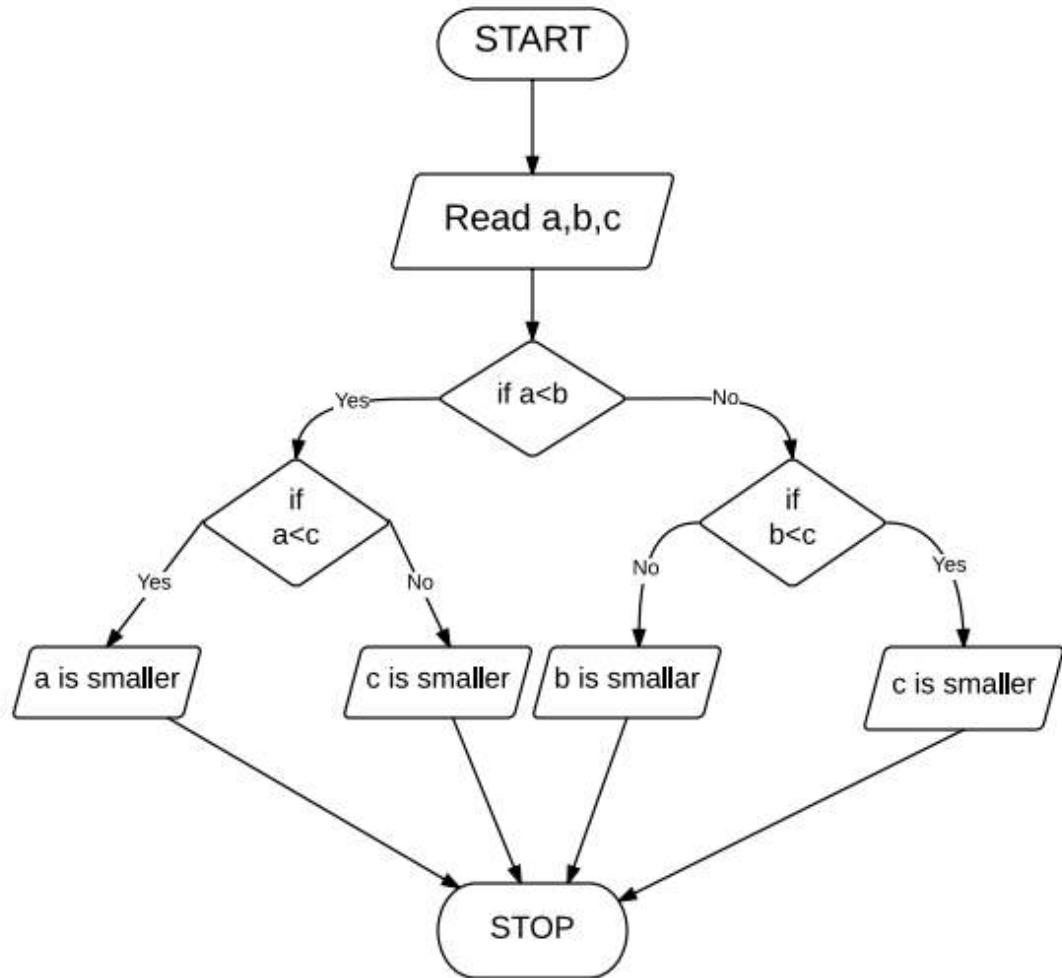 START
Read a,b,c
if a<b
Yes
No
if
a<c
if
b<c
Yes
No
No
Yes
a is smaller
c is smaller
b is smallar
c is smaller
STOP